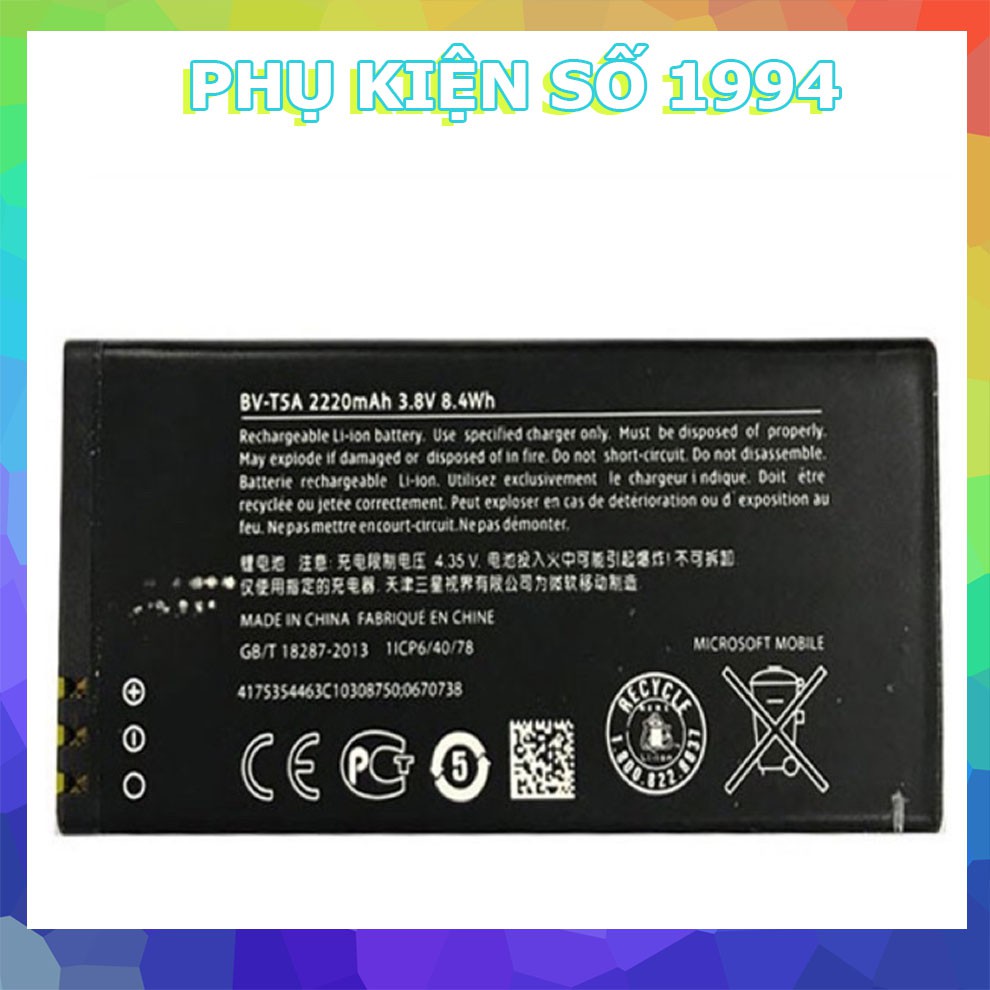 PHỤ KIỆN SỐ 1994
BV-T5A 2220mAh 3.8V 8.4Wh
Rechargeable Li-ion battery. Use specified charger only. Must be disposed of properly.
May explode if damaged or disposed of in fire. Do not short-circuit. Do not disassemble.
Batterie rechargeable Li-Ion. Utilisez exclusivement le chargeur i ndique. Doit être
recyclée ou jetée correctement. Peut exploser en cas de detérioration ou d' exposition au
feu. Ne pas mettre en court-circuit. Ne pas démonter.
锂电池 注意: 充电限制电压 4.35 V. 电池投入火中可能引起爆炸! 不可拆卸
仅使用指定的充电器. 天津三星视界有限公司为微软移动制造
MADE IN CHINA FABRIQUÉ EN CHINE
GB/T 18287-2013 1ICP6/40/78
MICROSOFT MOBILE
4175354463C10308750;0670738
CE
5
RECYCLE
Li-ion
1.800.822.8837